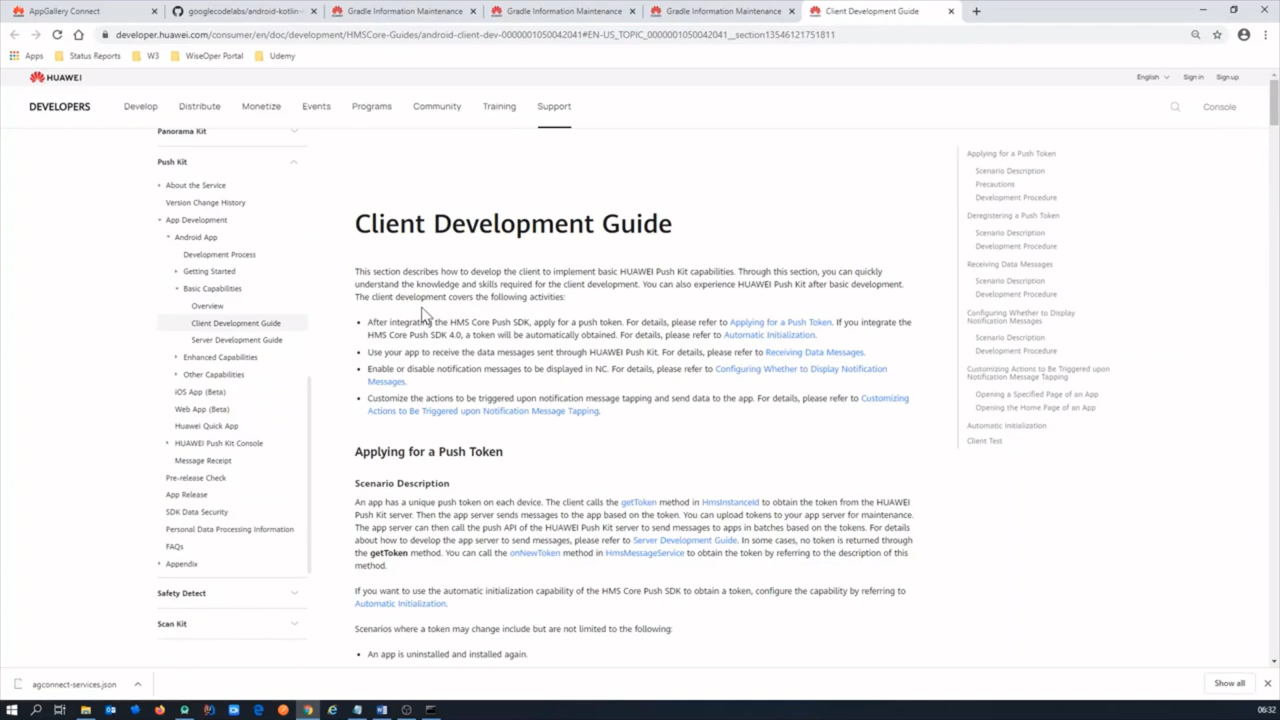 AppGallery Connect
googlecodelabs/android-kotlin-
Gradle Information Maintenance
Gradle Information Maintenance
Gradle Information Maintenance
Client Development Guide
developer.huawei.com/consumer/en/doc/development/HMSCore-Guides/android-client-dev-0000001050042041#EN-US_TOPIC_0000001050042041__section13546121751811
Apps
Status Reports
W3
WiseOper Portal
Udemy
HUAWEI
English
Sign in
Sign up
DEVELOPERS
Develop
Distribute
Monetize
Events
Programs
Community
Training
Support
Console
Panorama Kit
Push Kit
About the Service
Version Change History
App Development
Android App
Development Process
Getting Started
Basic Capabilities
Overview
Client Development Guide
Server Development Guide
Enhanced Capabilities
Other Capabilities
iOS App (Beta)
Web App (Beta)
Huawei Quick App
HUAWEI Push Kit Console
Message Receipt
Pre-release Check
App Release
SDK Data Security
Personal Data Processing Information
FAQs
Appendix
Safety Detect
Scan Kit
Client Development Guide
This section describes how to develop the client to implement basic HUAWEI Push Kit capabilities. Through this section, you can quickly
understand the knowledge and skills required for the client development. You can also experience HUAWEI Push Kit after basic development.
The client development covers the following activities:
• After integrating the HMS Core Push SDK, apply for a push token. For details, please refer to Applying for a Push Token. If you integrate the
HMS Core Push SDK 4.0, a token will be automatically obtained. For details, please refer to Automatic Initialization.
• Use your app to receive the data messages sent through HUAWEI Push Kit. For details, please refer to Receiving Data Messages.
• Enable or disable notification messages to be displayed in NC. For details, please refer to Configuring Whether to Display Notification
Messages.
• Customize the actions to be triggered upon notification message tapping and send data to the app. For details, please refer to Customizing
Actions to Be Triggered upon Notification Message Tapping.
Applying for a Push Token
Scenario Description
An app has a unique push token on each device. The client calls the getToken method in HmsInstanceId to obtain the token from the HUAWEI
Push Kit server. Then the app server sends messages to the app based on the token. You can upload tokens to your app server for maintenance.
The app server can then call the push API of the HUAWEI Push Kit server to send messages to apps in batches based on the tokens. For details
about how to develop the app server to send messages, please refer to Server Development Guide. In some cases, no token is returned through
the getToken method. You can call the onNewToken method in HmsMessageService to obtain the token by referring to the description of this
method.
If you want to use the automatic initialization capability of the HMS Core Push SDK to obtain a token, configure the capability by referring to
Automatic Initialization.
Scenarios where a token may change include but are not limited to the following:
• An app is uninstalled and installed again.
Applying for a Push Token
Scenario Description
Precautions
Development Procedure
Deregistering a Push Token
Scenario Description
Development Procedure
Receiving Data Messages
Scenario Description
Development Procedure
Configuring Whether to Display
Notification Messages
Scenario Description
Development Procedure
Customizing Actions to Be Triggered upon
Notification Message Tapping
Opening a Specified Page of an App
Opening the Home Page of an App
Automatic Initialization
Client Test
agconnect-services.json
Show all
06:32